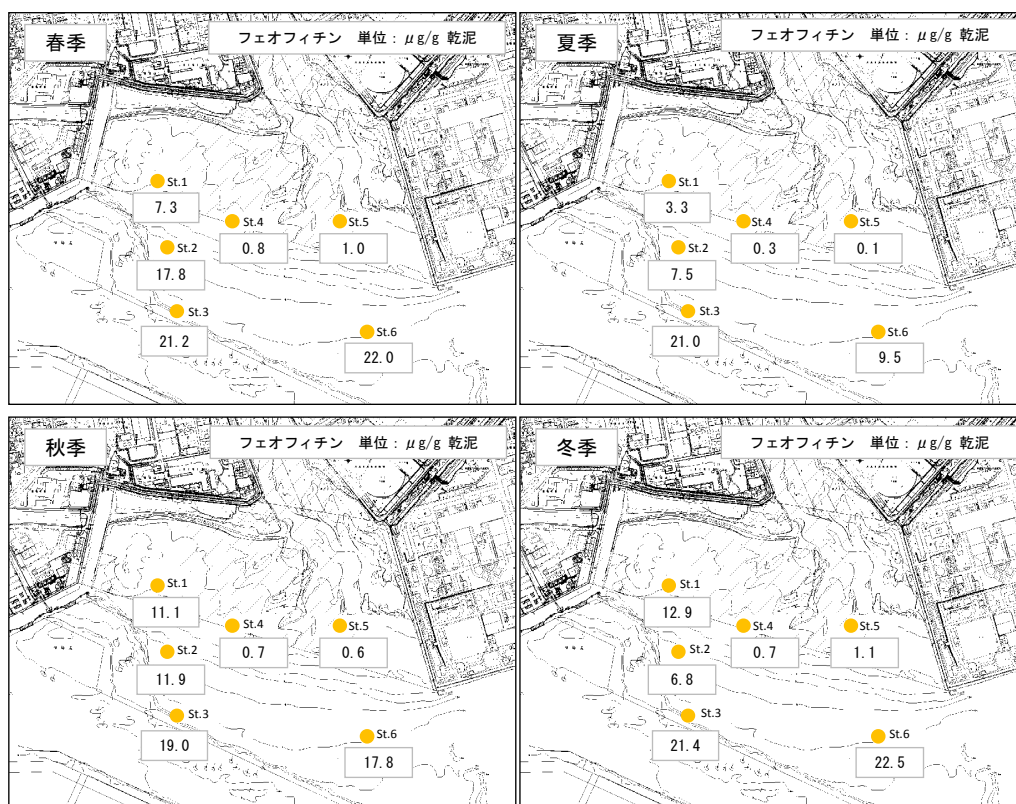 春季
フェオフィチン 単位：μg/g 乾泥
St.1
7.3
St.4
0.8
St.5
1.0
St.2
17.8
St.3
21.2
St.6
22.0
夏季
フェオフィチン 単位：μg/g 乾泥
St.1
3.3
St.4
0.3
St.5
0.1
St.2
7.5
St.3
21.0
St.6
9.5
秋季
フェオフィチン 単位：μg/g 乾泥
St.1
11.1
St.4
0.7
St.5
0.6
St.2
11.9
St.3
19.0
St.6
17.8
冬季
フェオフィチン 単位：μg/g 乾泥
St.1
12.9
St.4
0.7
St.5
1.1
St.2
6.8
St.3
21.4
St.6
22.5